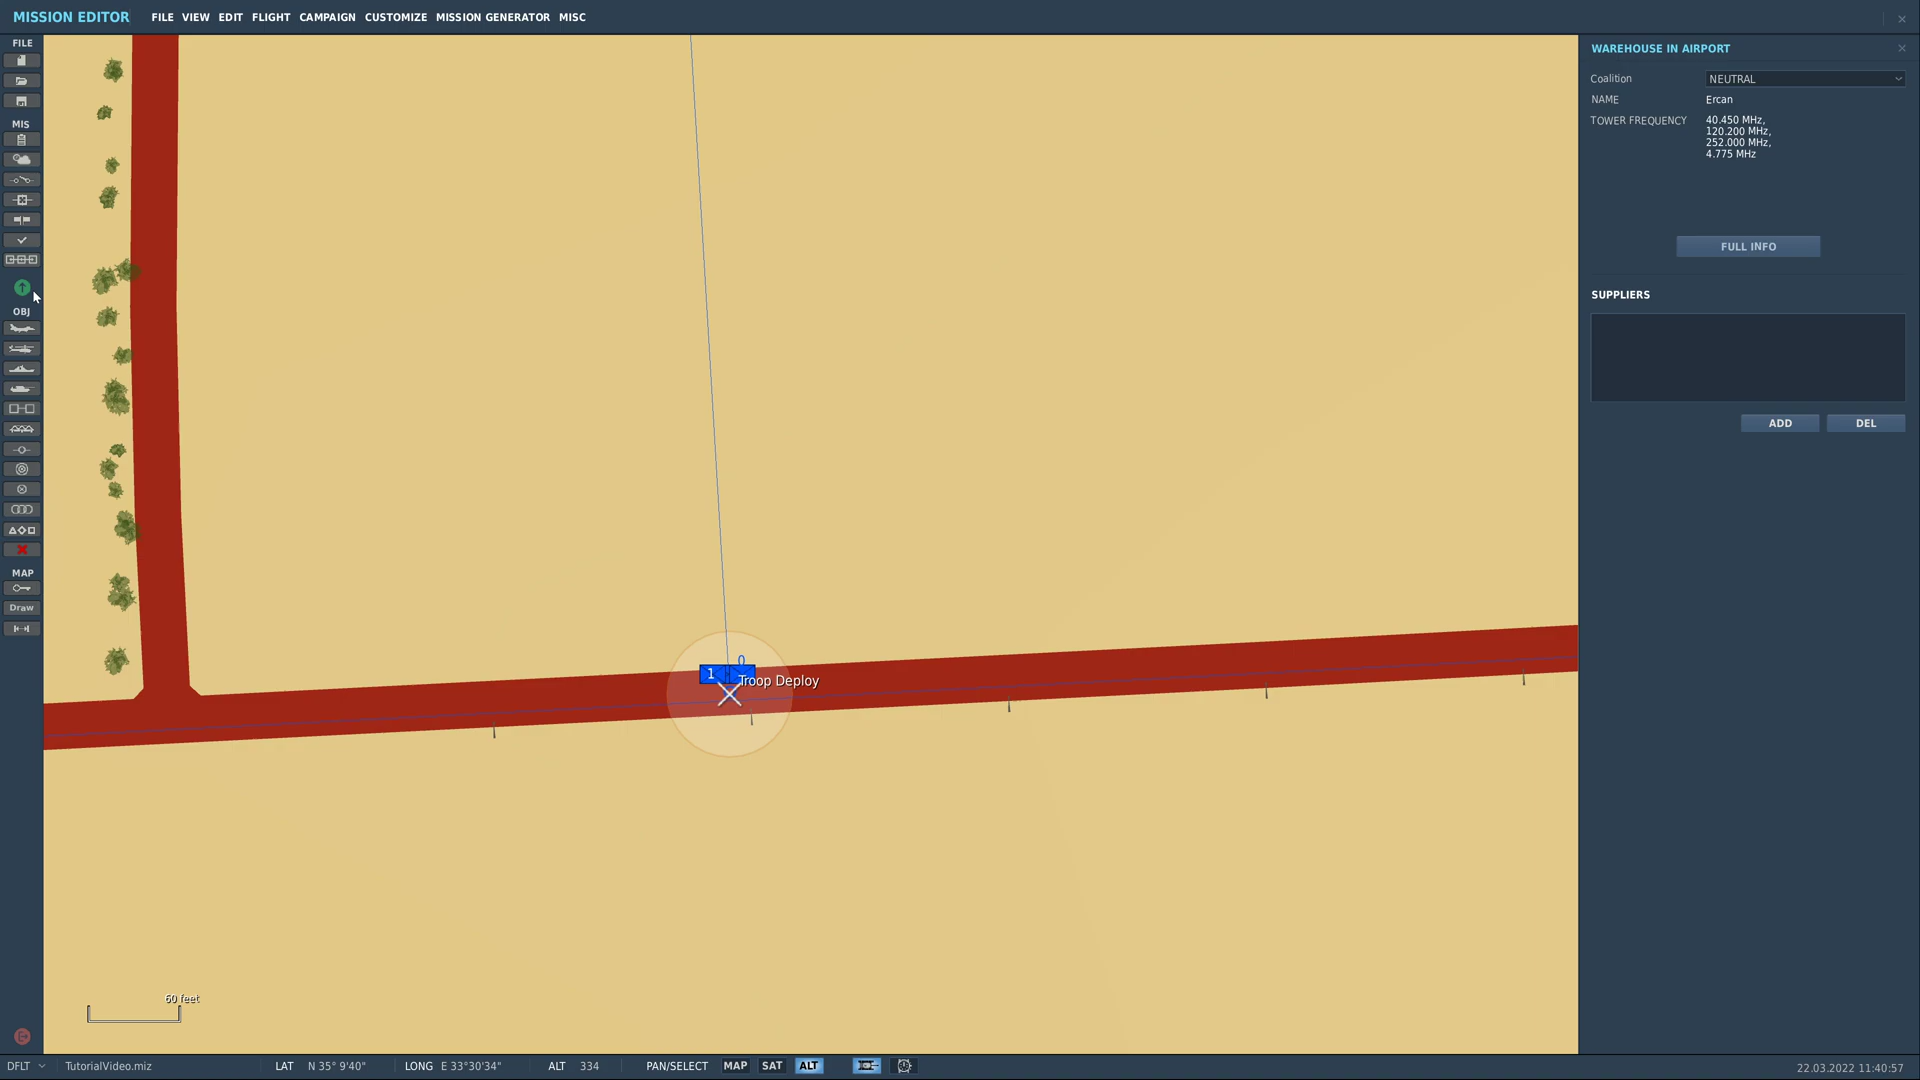 MISSION EDITOR
FILE VIEW EDIT FLIGHT CAMPAIGN CUSTOMIZE MISSION GENERATOR MISC
FILE
MIS
OBJ
MAP
Draw
1
0
Troop Deploy
60 feet
WAREHOUSE IN AIRPORT
Coalition NEUTRAL
NAME Ercan
TOWER FREQUENCY 40.450 MHz,
120.200 MHz,
252.000 MHz,
4.775 MHz
FULL INFO
SUPPLIERS
ADD DEL
DFLT TutorialVideo.miz LAT N 35° 9'40" LONG E 33°30'34" ALT 334 PAN/SELECT MAP SAT ALT 22.03.2022 11:40:57